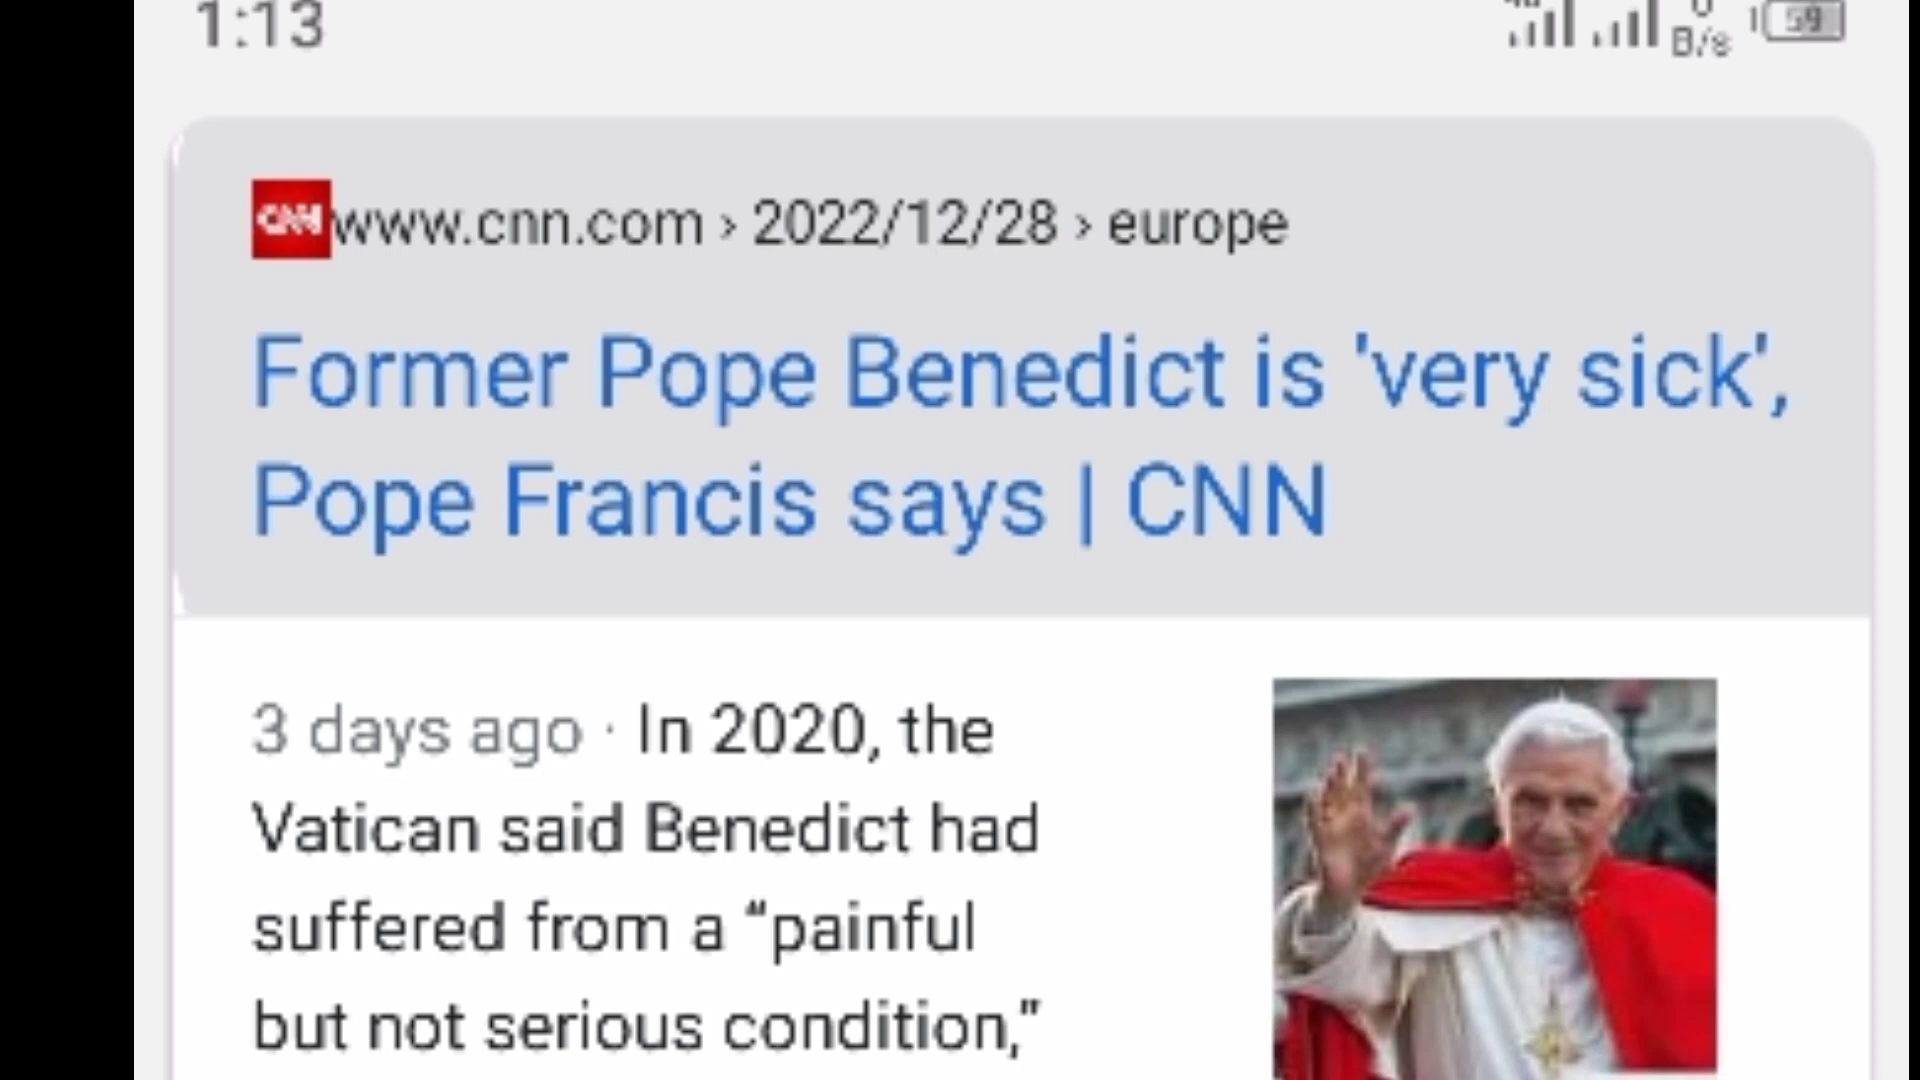 1:13
B/s
59
CNN www.cnn.com › 2022/12/28 › europe
Former Pope Benedict is 'very sick',
Pope Francis says | CNN
3 days ago · In 2020, the
Vatican said Benedict had
suffered from a “painful
but not serious condition,”